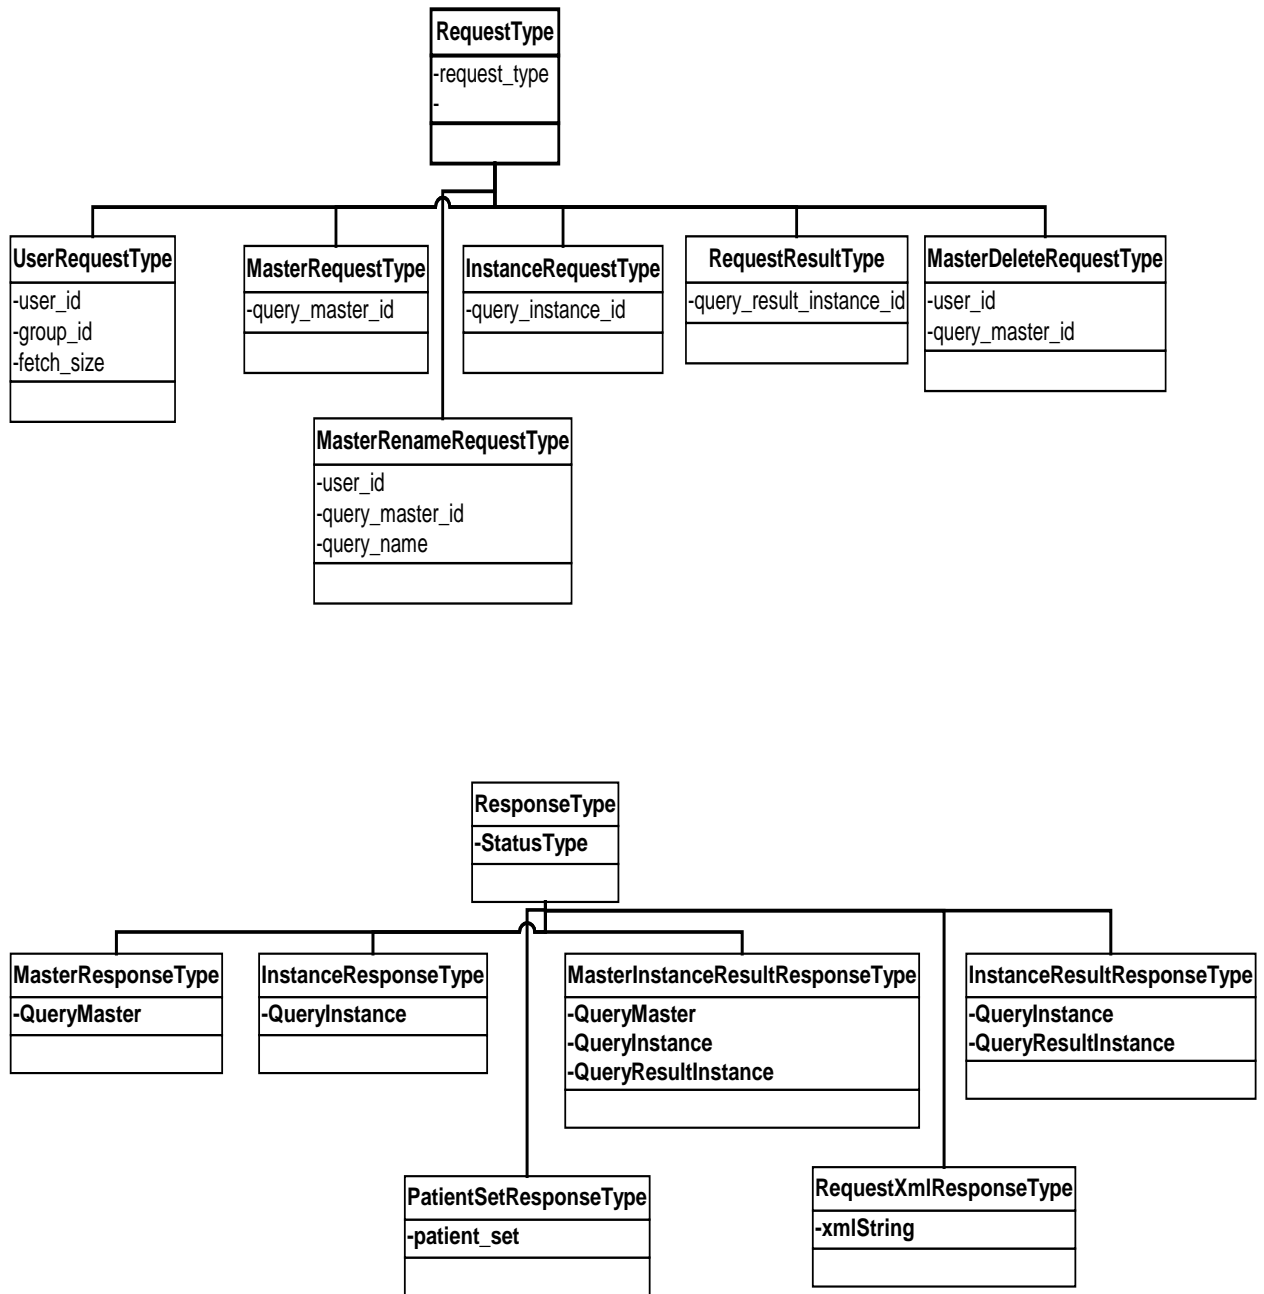 RequestType
-request_type
-
UserRequestType
-user_id
-group_id
-fetch_size
MasterRequestType
-query_master_id
InstanceRequestType
-query_instance_id
RequestResultType
-query_result_instance_id
MasterDeleteRequestType
-user_id
-query_master_id
MasterRenameRequestType
-user_id
-query_master_id
-query_name
ResponseType
-StatusType
MasterResponseType
-QueryMaster
InstanceResponseType
-QueryInstance
MasterInstanceResultResponseType
-QueryMaster
-QueryInstance
-QueryResultInstance
InstanceResultResponseType
-QueryInstance
-QueryResultInstance
PatientSetResponseType
-patient_set
RequestXmlResponseType
-xmlString